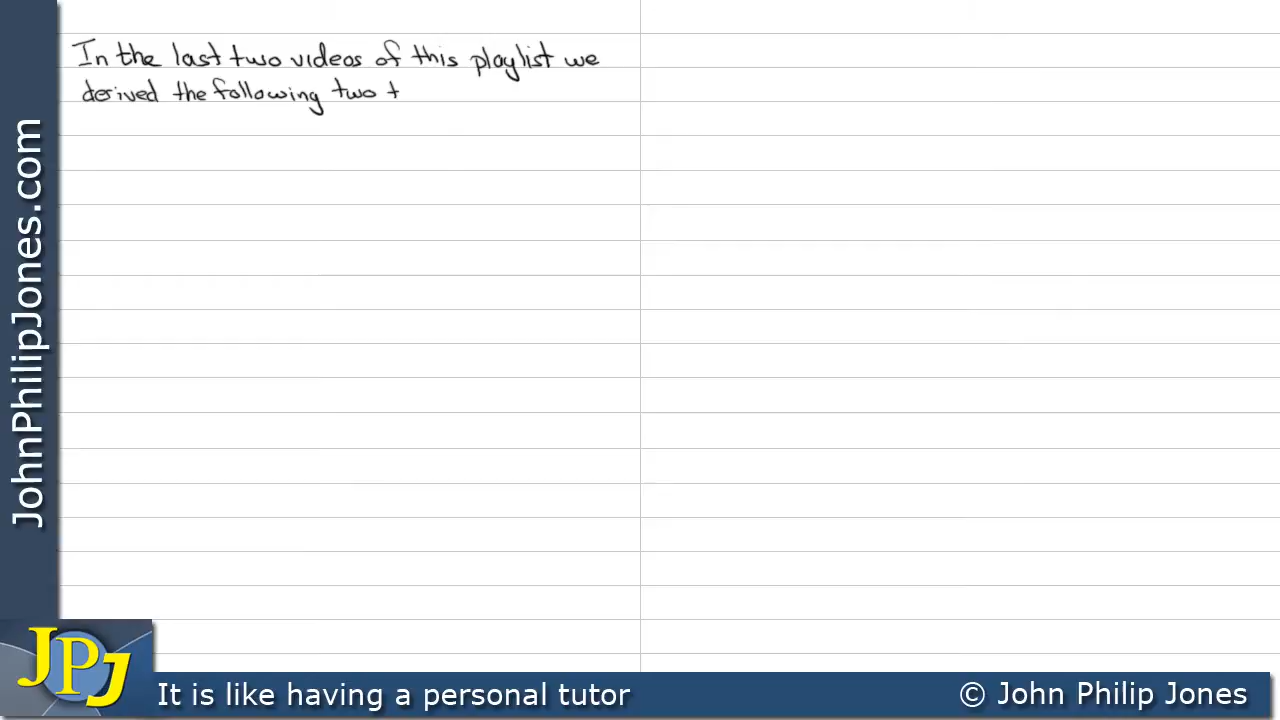 In the last two videos of this playlist we
derived the following two t
JohnPhilipJones.com
JPJ
It is like having a personal tutor
© John Philip Jones